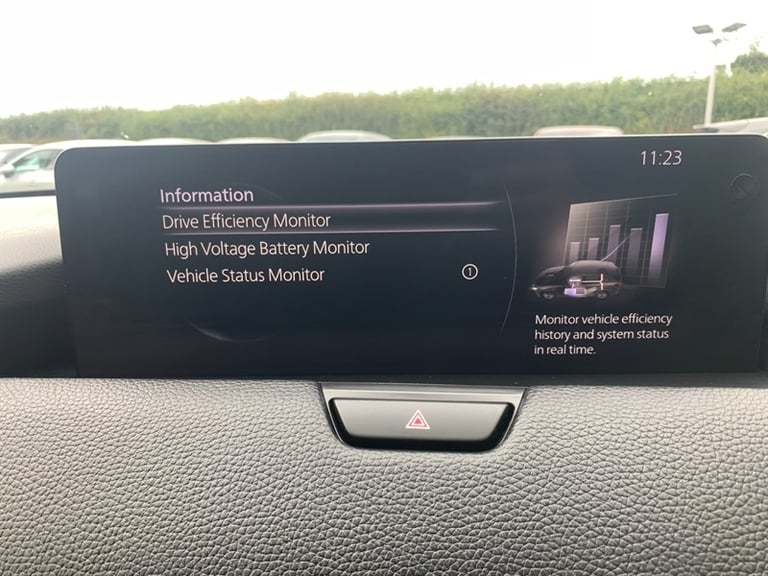 11:23
Information
Drive Efficiency Monitor
High Voltage Battery Monitor
Vehicle Status Monitor 1
Monitor vehicle efficiency
history and system status
in real time.